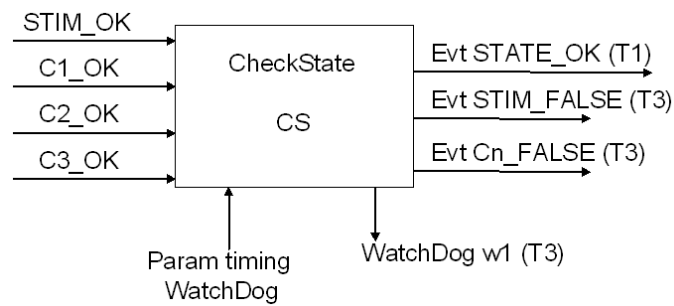 STIM_OK
C1_OK
C2_OK
C3_OK
CheckState
CS
Evt STATE_OK (T1)
Evt STIM_FALSE (T3)
Evt Cn_FALSE (T3)
Param timing
WatchDog
WatchDog w1 (T3)